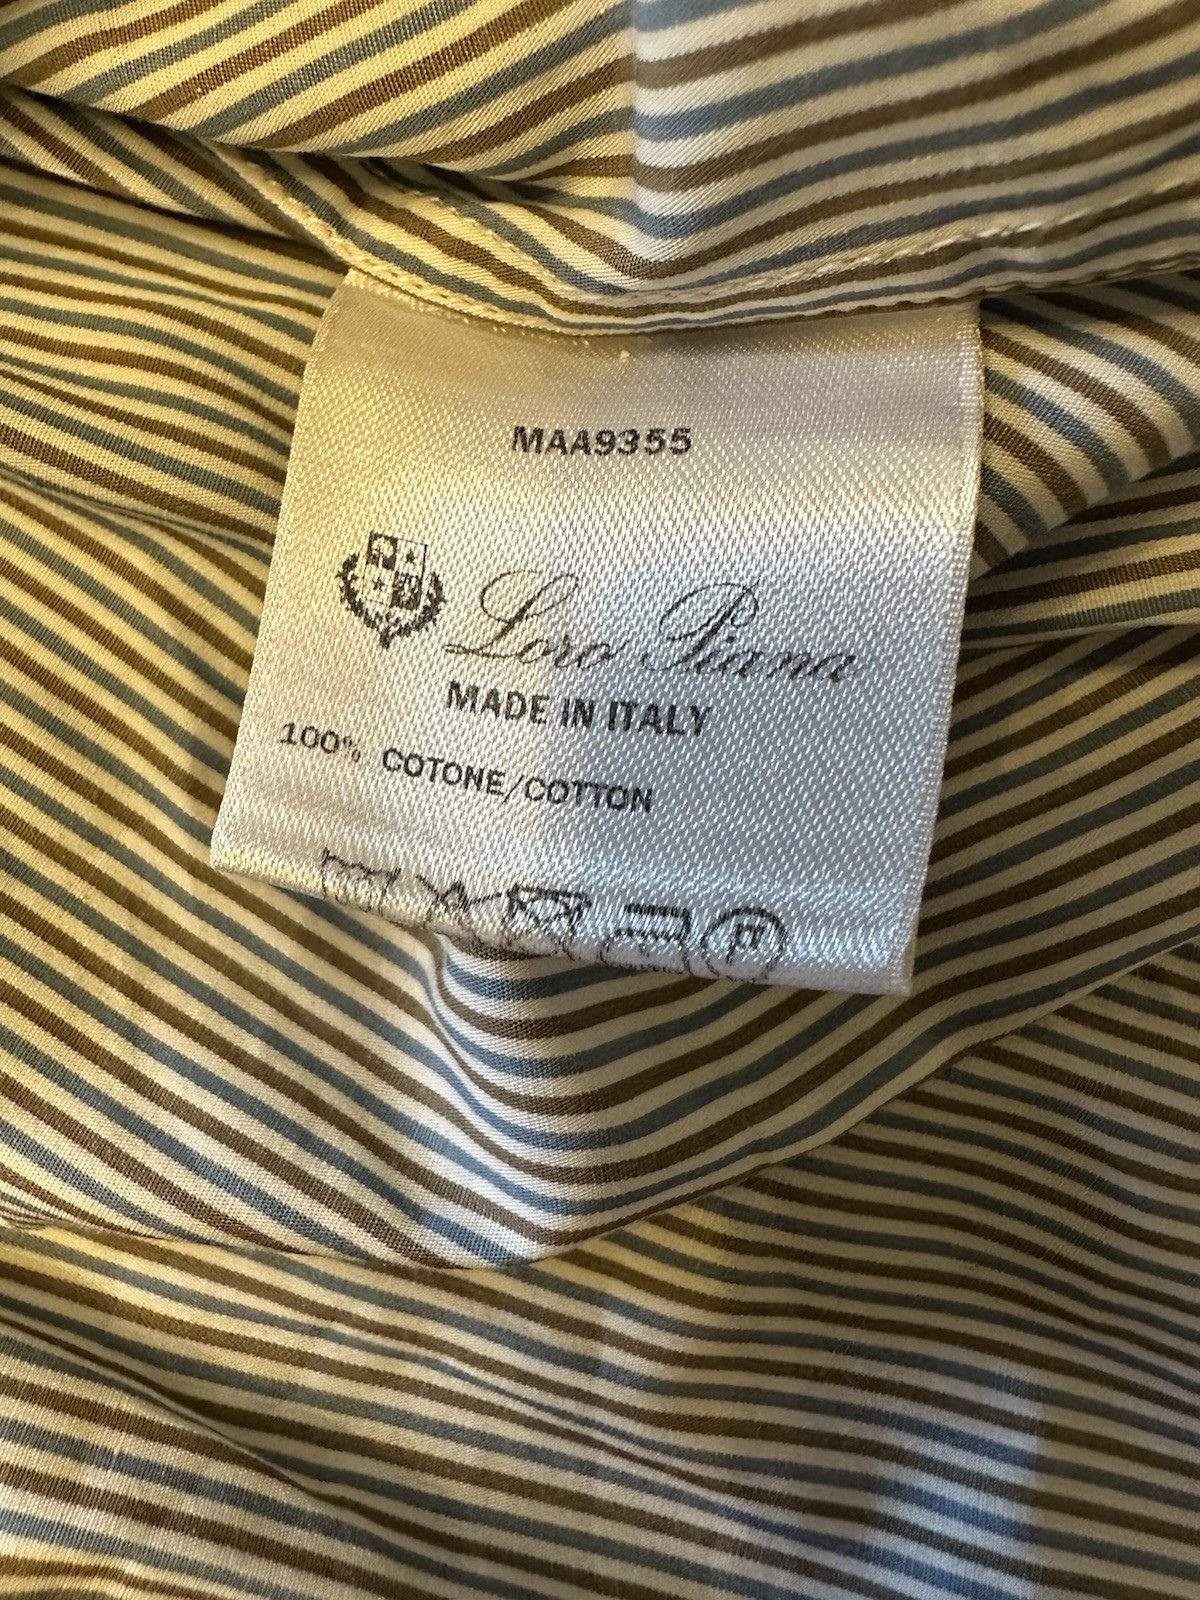 MAA9355
Loro Piana
MADE IN ITALY
100% COTONE/COTTON